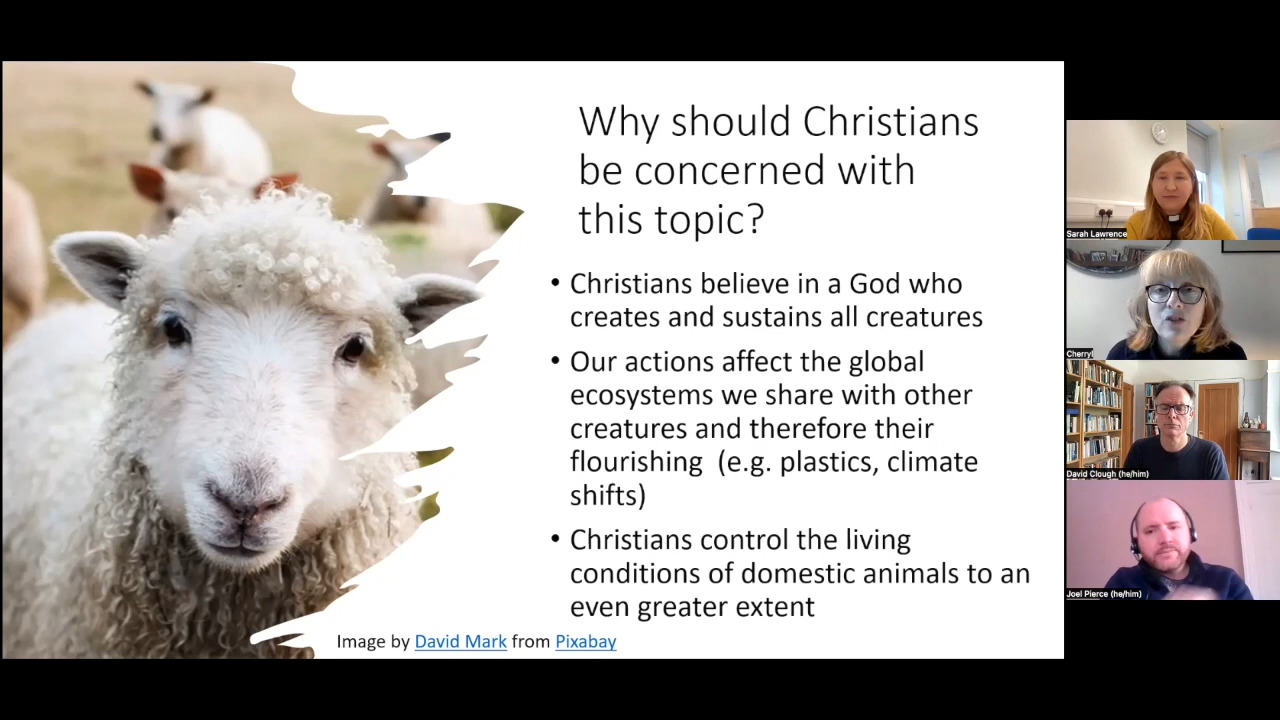 Why should Christians
be concerned with
this topic?
• Christians believe in a God who
creates and sustains all creatures
• Our actions affect the global
ecosystems we share with other
creatures and therefore their
flourishing (e.g. plastics, climate
shifts)
• Christians control the living
conditions of domestic animals to an
even greater extent
Image by David Mark from Pixabay
Sarah Lawrence
Cherryl
David Clough (he/him)
Joel Pierce (he/him)